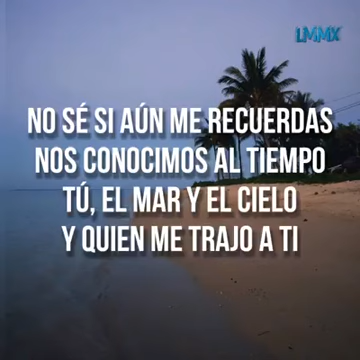 LMMX
NO SÉ SI AÚN ME RECUERDAS
NOS CONOCIMOS AL TIEMPO
TÚ, EL MAR Y EL CIELO
Y QUIEN ME TRAJO A TI